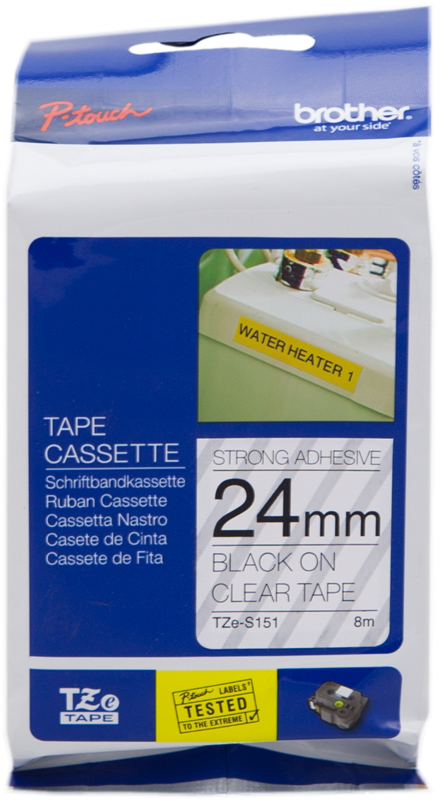 P-touch
brother
at your side
à vos côtés
WATER HEATER 1
TAPE
CASSETTE
Schriftbandkassette
Ruban Cassette
Cassetta Nastro
Casete de Cinta
Cassete de Fita
STRONG ADHESIVE
24mm
BLACK ON
CLEAR TAPE
TZe-S151 8m
TZe
TAPE
P-touch LABELS
TESTED
TO THE EXTREME